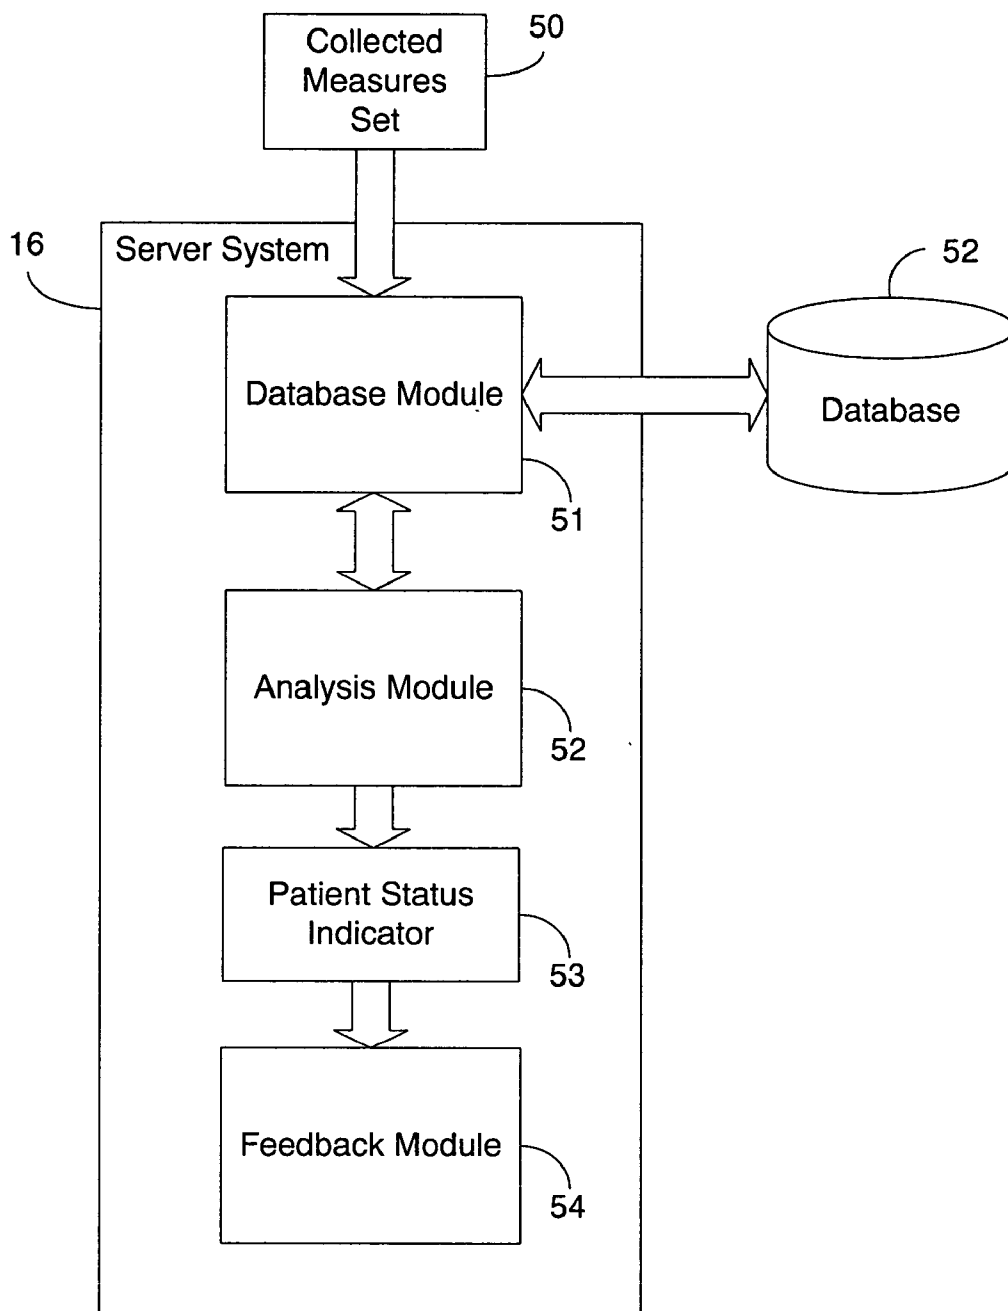 50
Collected
Measures
Set
16
Server System
52
Database Module
Database
51
Analysis Module
52
Patient Status
Indicator
53
Feedback Module
54